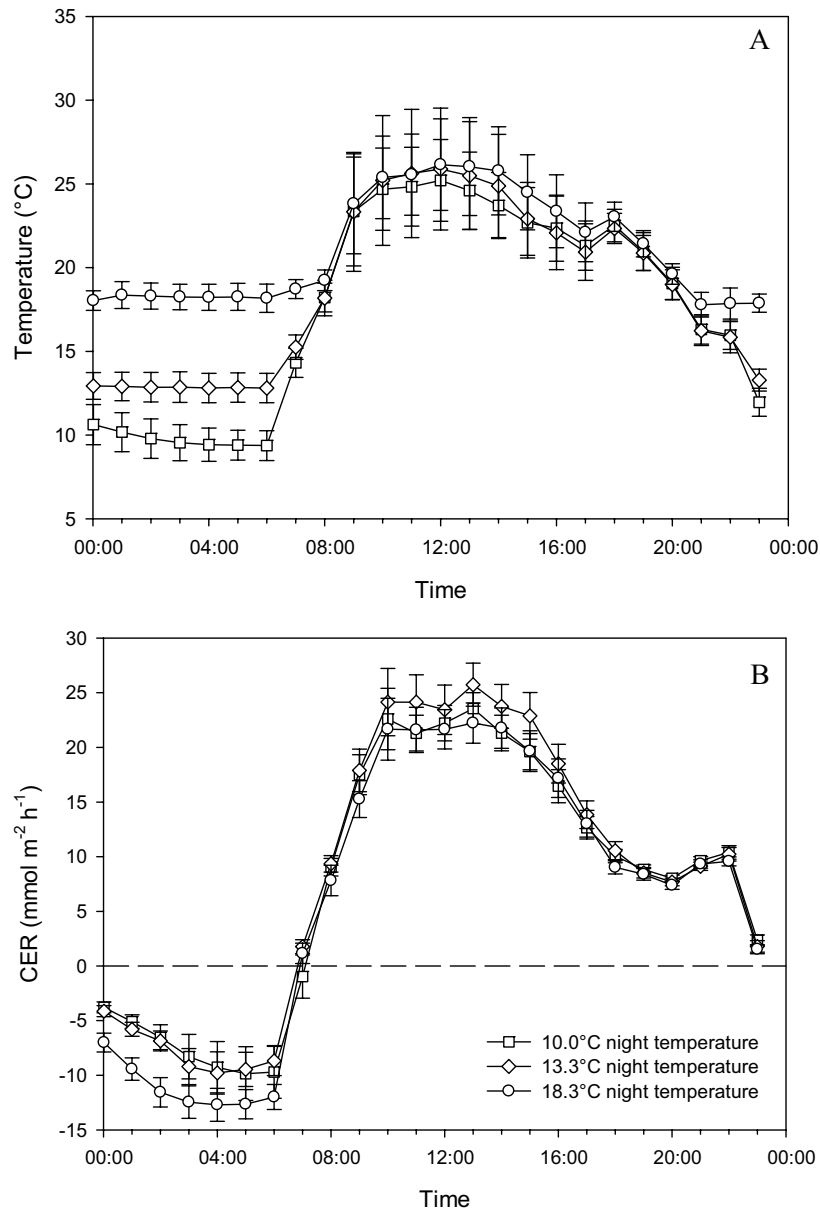 A
35
30
25
20
15
10
5
Temperature (°C)
00:00 04:00 08:00 12:00 16:00 20:00 00:00
Time
B
30
25
20
15
10
5
0
-5
-10
-15
CER (mmol m⁻² h⁻¹)
10.0°C night temperature
13.3°C night temperature
18.3°C night temperature
00:00 04:00 08:00 12:00 16:00 20:00 00:00
Time